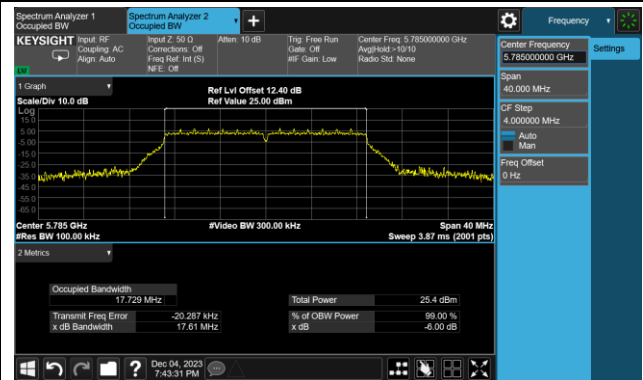 Spectrum Analyzer 1
Occupied BW
Spectrum Analyzer 2
Occupied BW
+
Frequency
KEYSIGHT
Input: RF
Coupling: AC
Align: Auto
Input Z: 50 Ω
Corrections: Off
Freq Ref: Int (S)
NFE: Off
Atten: 10 dB
Trig: Free Run
Gate: Off
#IF Gain: Low
Center Freq: 5.785000000 GHz
Avg|Hold:>10/10
Radio Std: None
LXI
1 Graph
Ref Lvl Offset 12.40 dB
Scale/Div 10.0 dB
Ref Value 25.00 dBm
Log
15.0
5.00
-5.00
-15.0
-25.0
-35.0
-45.0
-55.0
-65.0
Center 5.785 GHz
#Video BW 300.00 kHz
Span 40 MHz
#Res BW 100.00 kHz
Sweep 3.87 ms (2001 pts)
2 Metrics
Occupied Bandwidth
17.729 MHz
Total Power
25.4 dBm
Transmit Freq Error
-20.287 kHz
% of OBW Power
99.00 %
x dB Bandwidth
17.61 MHz
x dB
-6.00 dB
Center Frequency
5.785000000 GHz
Settings
Span
40.000 MHz
CF Step
4.000000 MHz
Auto
Man
Freq Offset
0 Hz
?
Dec 04, 2023
7:43:31 PM